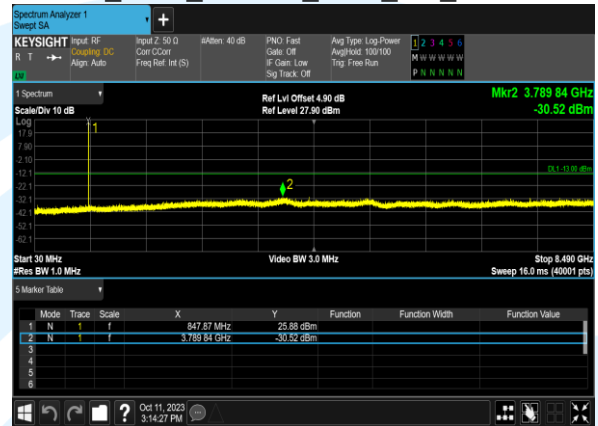 Spectrum Analyzer 1
Swept SA
+
KEYSIGHT
R T
LXI
Input: RF
Coupling: DC
Align: Auto
Input Z: 50 Ω
Corr CCorr
Freq Ref: Int (S)
#Atten: 40 dB
PNO: Fast
Gate: Off
IF Gain: Low
Sig Track: Off
Avg Type: Log-Power
Avg|Hold: 100/100
Trig: Free Run
1 2 3 4 5 6
M W W W W W
P N N N N N
1 Spectrum
Scale/Div 10 dB
Ref Lvl Offset 4.90 dB
Ref Level 27.90 dBm
Mkr2 3.789 84 GHz
-30.52 dBm
Log
17.9
7.90
-2.10
-12.1
-22.1
-32.1
-42.1
-52.1
-62.1
1
2
DL1 -13.00 dBm
Start 30 MHz
#Res BW 1.0 MHz
Video BW 3.0 MHz
Stop 8.490 GHz
Sweep 16.0 ms (40001 pts)
5 Marker Table
Mode Trace Scale X Y Function Function Width Function Value
1 N 1 f 847.87 MHz 25.88 dBm
2 N 1 f 3.789 84 GHz -30.52 dBm
3
4
5
6
?
Oct 11, 2023
3:14:27 PM